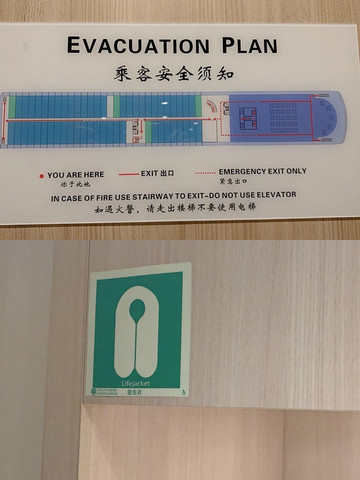 EVACUATION PLAN
乘客安全须知
YOU ARE HERE
你于此地
EXIT 出口
EMERGENCY EXIT ONLY
紧急出口
IN CASE OF FIRE USE STAIRWAY TO EXIT-DO NOT USE ELEVATOR
如遇火警，请走出楼梯不要使用电梯
Lifejacket
救生衣